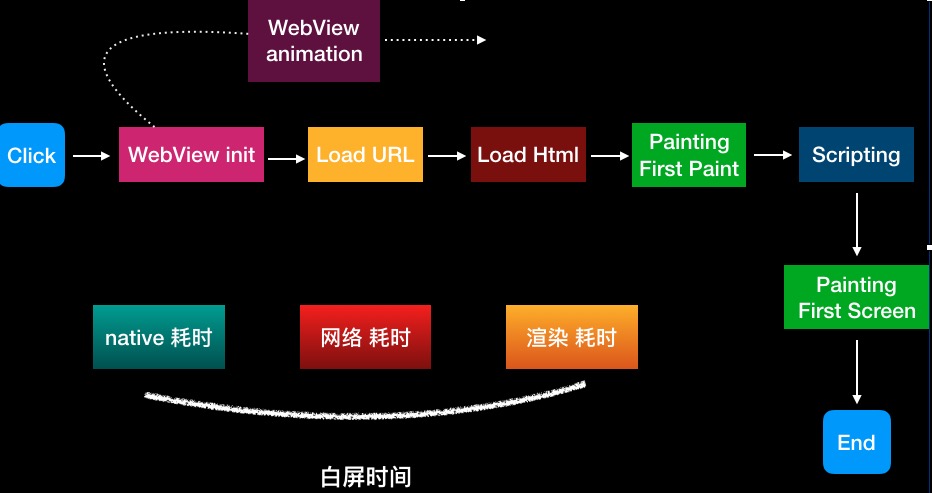 WebView
animation
Click
WebView init
Load URL
Load Html
Painting
First Paint
Scripting
Painting
First Screen
native 耗时
网络 耗时
渲染 耗时
End
白屏时间